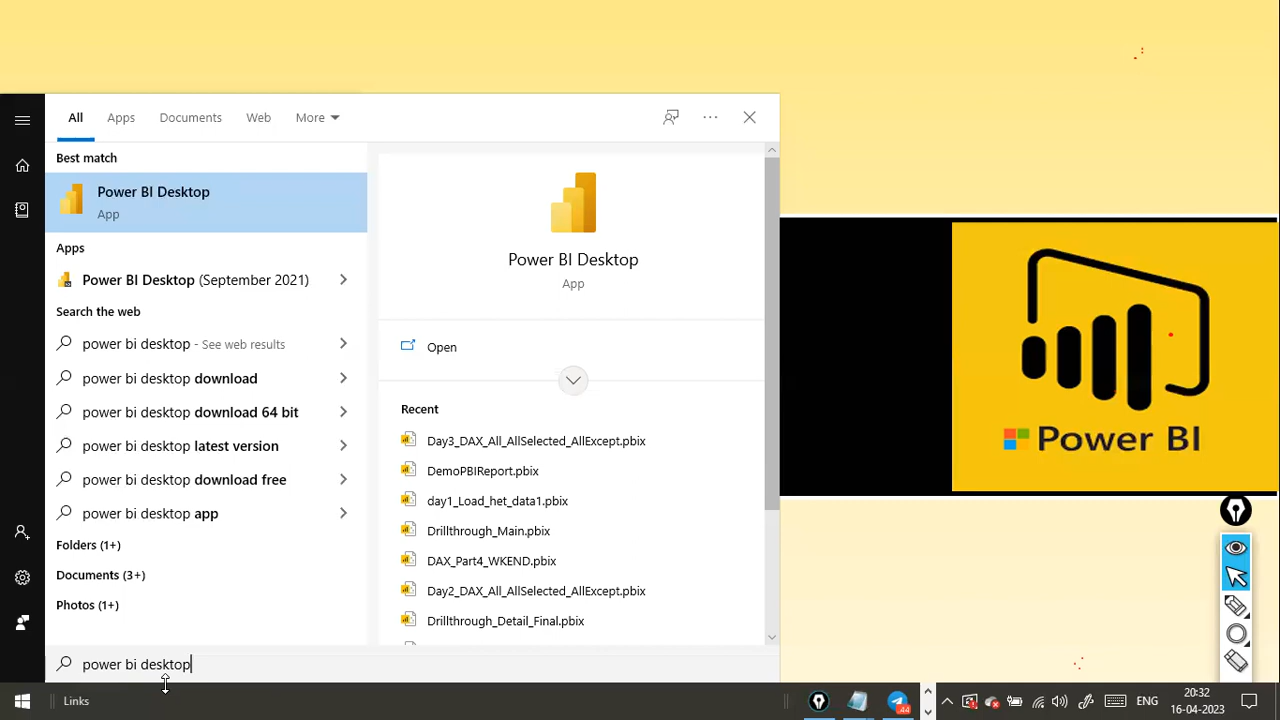 All Apps Documents Web More
Best match
Power BI Desktop
App
Apps
Power BI Desktop (September 2021)
Search the web
power bi desktop - See web results
power bi desktop download
power bi desktop download 64 bit
power bi desktop latest version
power bi desktop download free
power bi desktop app
Folders (1+)
Documents (3+)
Photos (1+)
power bi desktop
Power BI Desktop
App
Open
Recent
Day3_DAX_All_AllSelected_AllExcept.pbix
DemoPBIReport.pbix
day1_Load_het_data1.pbix
Drillthrough_Main.pbix
DAX_Part4_WKEND.pbix
Day2_DAX_All_AllSelected_AllExcept.pbix
Drillthrough_Detail_Final.pbix
Power BI
Links
44
ENG
20:32
16-04-2023